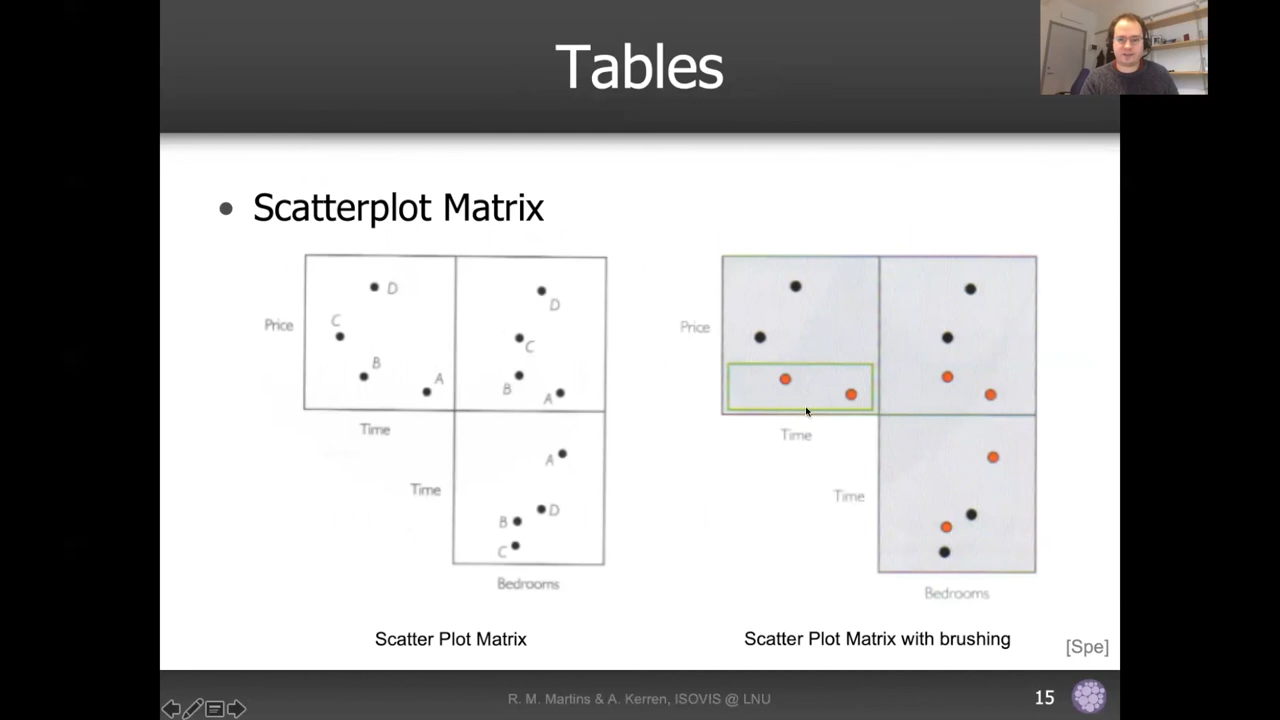 Tables
• Scatterplot Matrix
D
D
C
Price
C
B
A
B
A
Time
A
Time
D
B
C
Bedrooms
Scatter Plot Matrix
Price
Time
Time
Bedrooms
Scatter Plot Matrix with brushing
[Spe]
R. M. Martins & A. Kerren, ISOVIS @ LNU
15